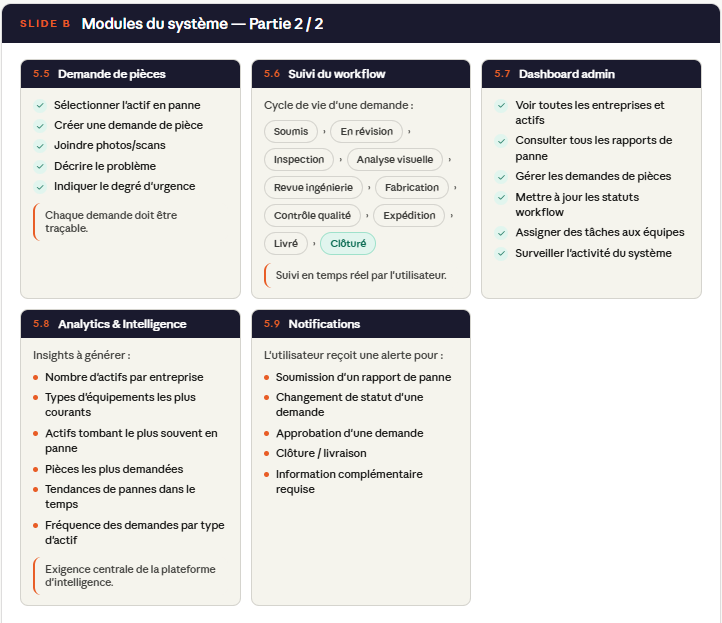 SLIDE B Modules du système — Partie 2 / 2
5.5 Demande de pièces
Sélectionner l'actif en panne
Créer une demande de pièce
Joindre photos/scans
Décrire le problème
Indiquer le degré d'urgence
Chaque demande doit être
traçable.
5.6 Suivi du workflow
Cycle de vie d'une demande :
Soumis › En révision ›
Inspection › Analyse visuelle ›
Revue ingénierie › Fabrication ›
Contrôle qualité › Expédition ›
Livré › Clôturé
Suivi en temps réel par l'utilisateur.
5.7 Dashboard admin
Voir toutes les entreprises et
actifs
Consulter tous les rapports de
panne
Gérer les demandes de pièces
Mettre à jour les statuts
workflow
Assigner des tâches aux équipes
Surveiller l'activité du système
5.8 Analytics & Intelligence
Insights à générer :
Nombre d'actifs par entreprise
Types d'équipements les plus
courants
Actifs tombant le plus souvent en
panne
Pièces les plus demandées
Tendances de pannes dans le
temps
Fréquence des demandes par type
d'actif
Exigence centrale de la plateforme
d'intelligence.
5.9 Notifications
L'utilisateur reçoit une alerte pour :
Soumission d'un rapport de panne
Changement de statut d'une
demande
Approbation d'une demande
Clôture / livraison
Information complémentaire
requise